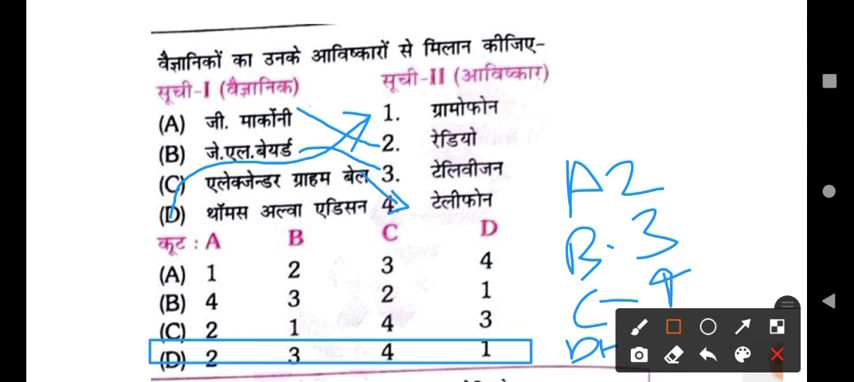 वैज्ञानिकों का उनके आविष्कारों से मिलान कीजिए-
सूची-I (वैज्ञानिक) सूची-II (आविष्कार)
(A) जी. मार्कोनी 1. ग्रामोफोन
(B) जे.एल.बेयर्ड 2. रेडियो
(C) एलेक्जेन्डर ग्राहम बेल 3. टेलिवीजन
(D) थॉमस अल्वा एडिसन 4. टेलीफोन
कूट : A B C D
(A) 1 2 3 4
(B) 4 3 2 1
(C) 2 1 4 3
(D) 2 3 4 1
A 2
B. 3
C- 4